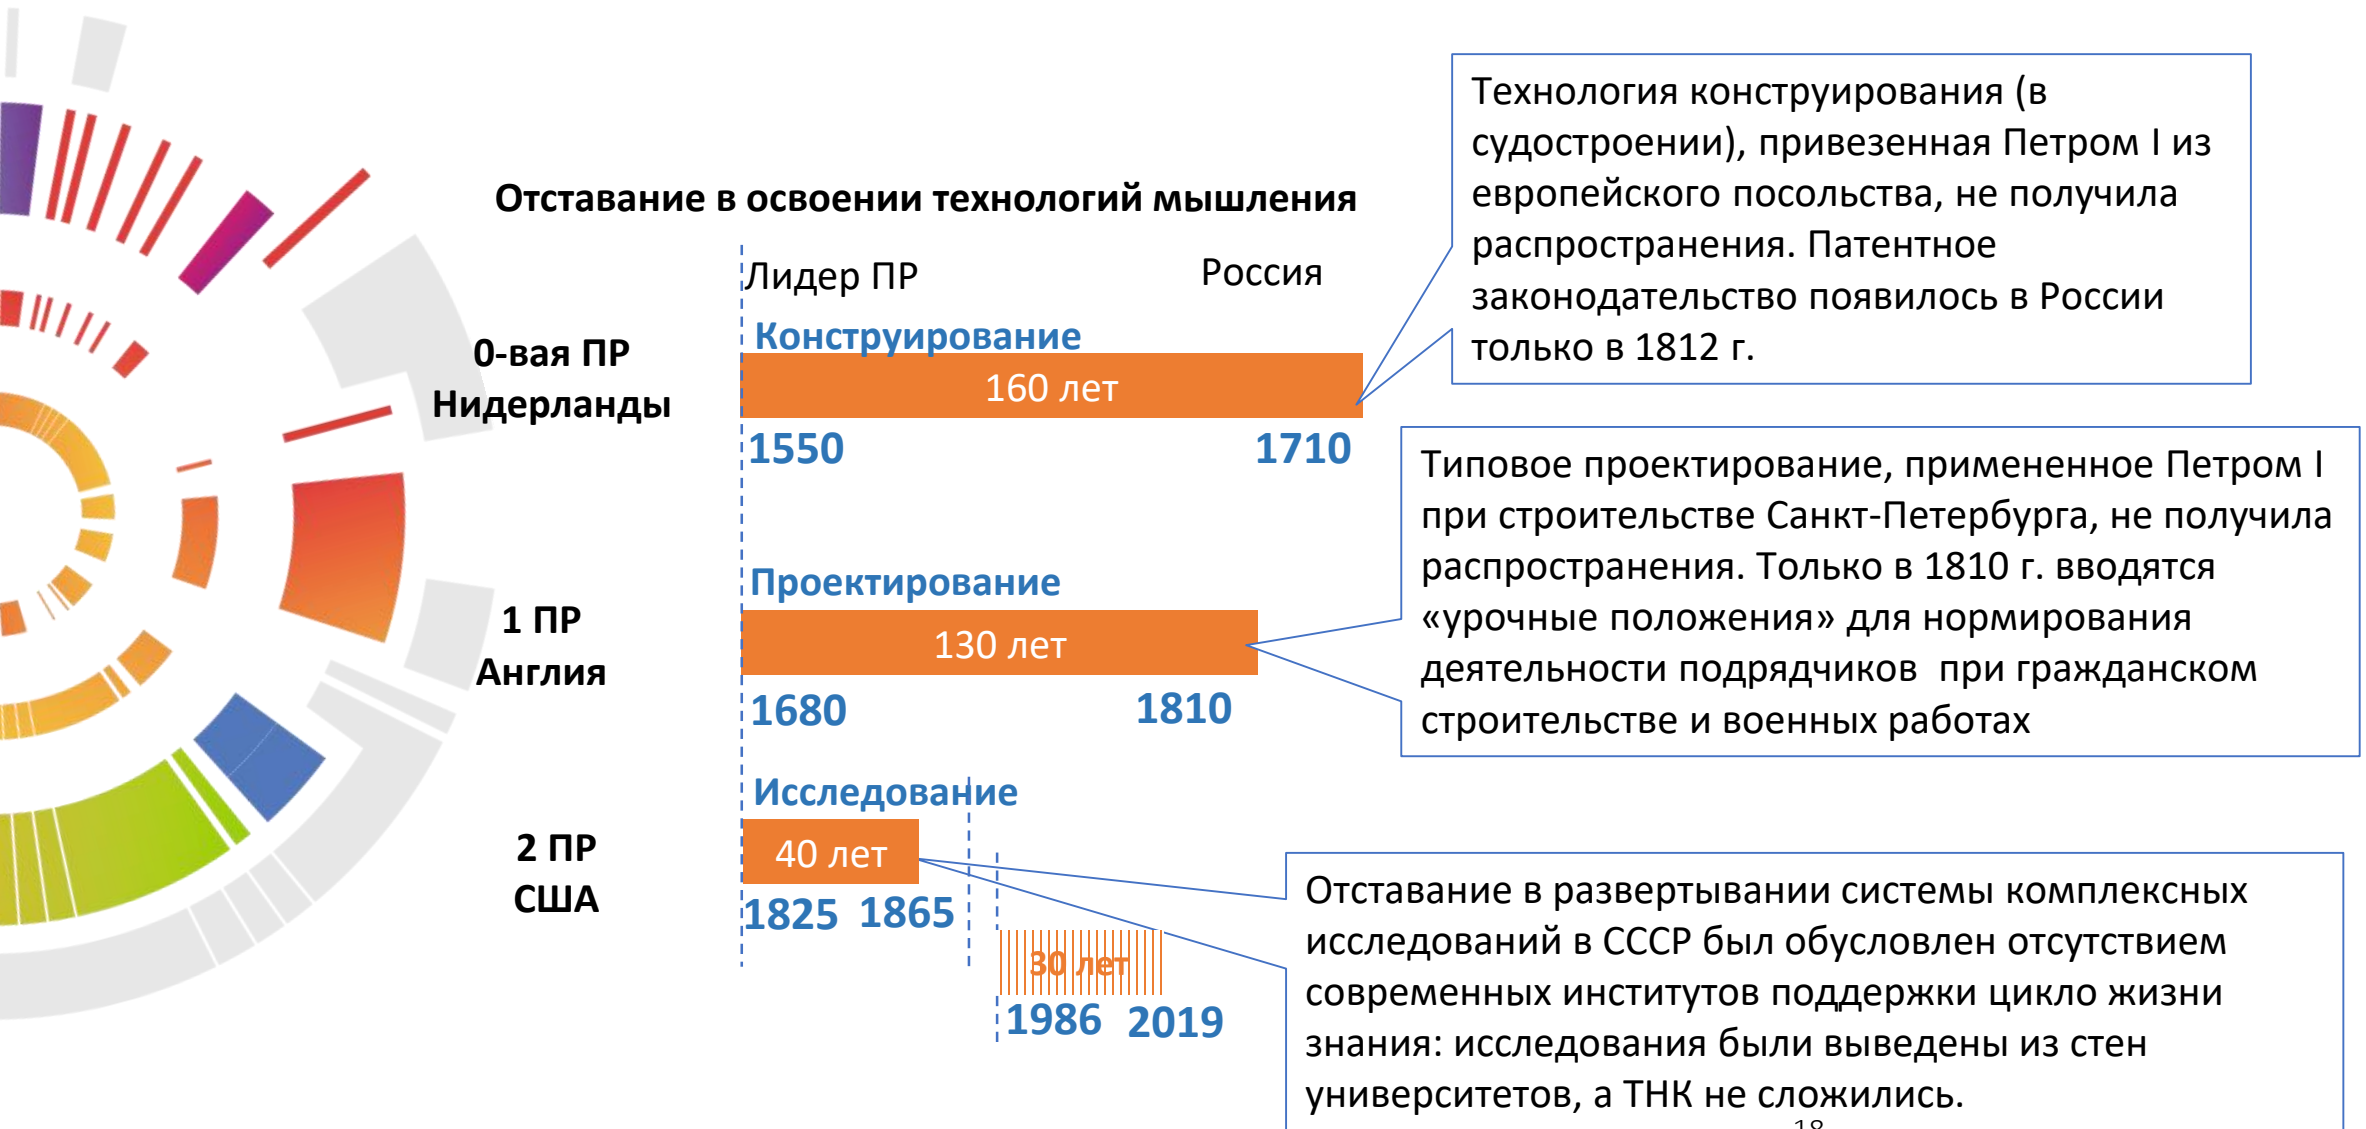 Отставание в освоении технологий мышления
Лидер ПР
Россия
0-вая ПР
Нидерланды
Конструирование
160 лет
1550
1710
Технология конструирования (в
судостроении), привезенная Петром I из
европейского посольства, не получила
распространения. Патентное
законодательство появилось в России
только в 1812 г.
1 ПР
Англия
Проектирование
130 лет
1680
1810
Типовое проектирование, примененное Петром I
при строительстве Санкт-Петербурга, не получила
распространения. Только в 1810 г. вводятся
«урочные положения» для нормирования
деятельности подрядчиков  при гражданском
строительстве и военных работах
2 ПР
США
Исследование
40 лет
1825
1865
30 лет
1986
2019
Отставание в развертывании системы комплексных
исследований в СССР был обусловлен отсутствием
современных институтов поддержки цикло жизни
знания: исследования были выведены из стен
университетов, а ТНК не сложились.
18